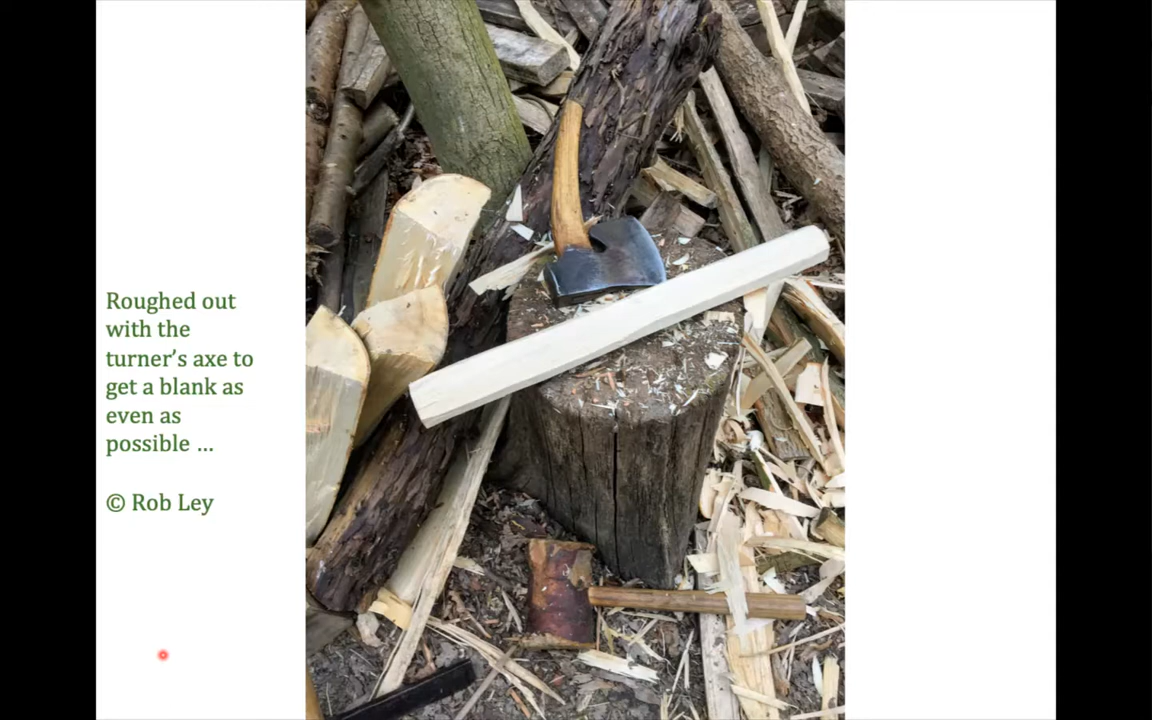 Roughed out
with the
turner’s axe to
get a blank as
even as
possible …
© Rob Ley